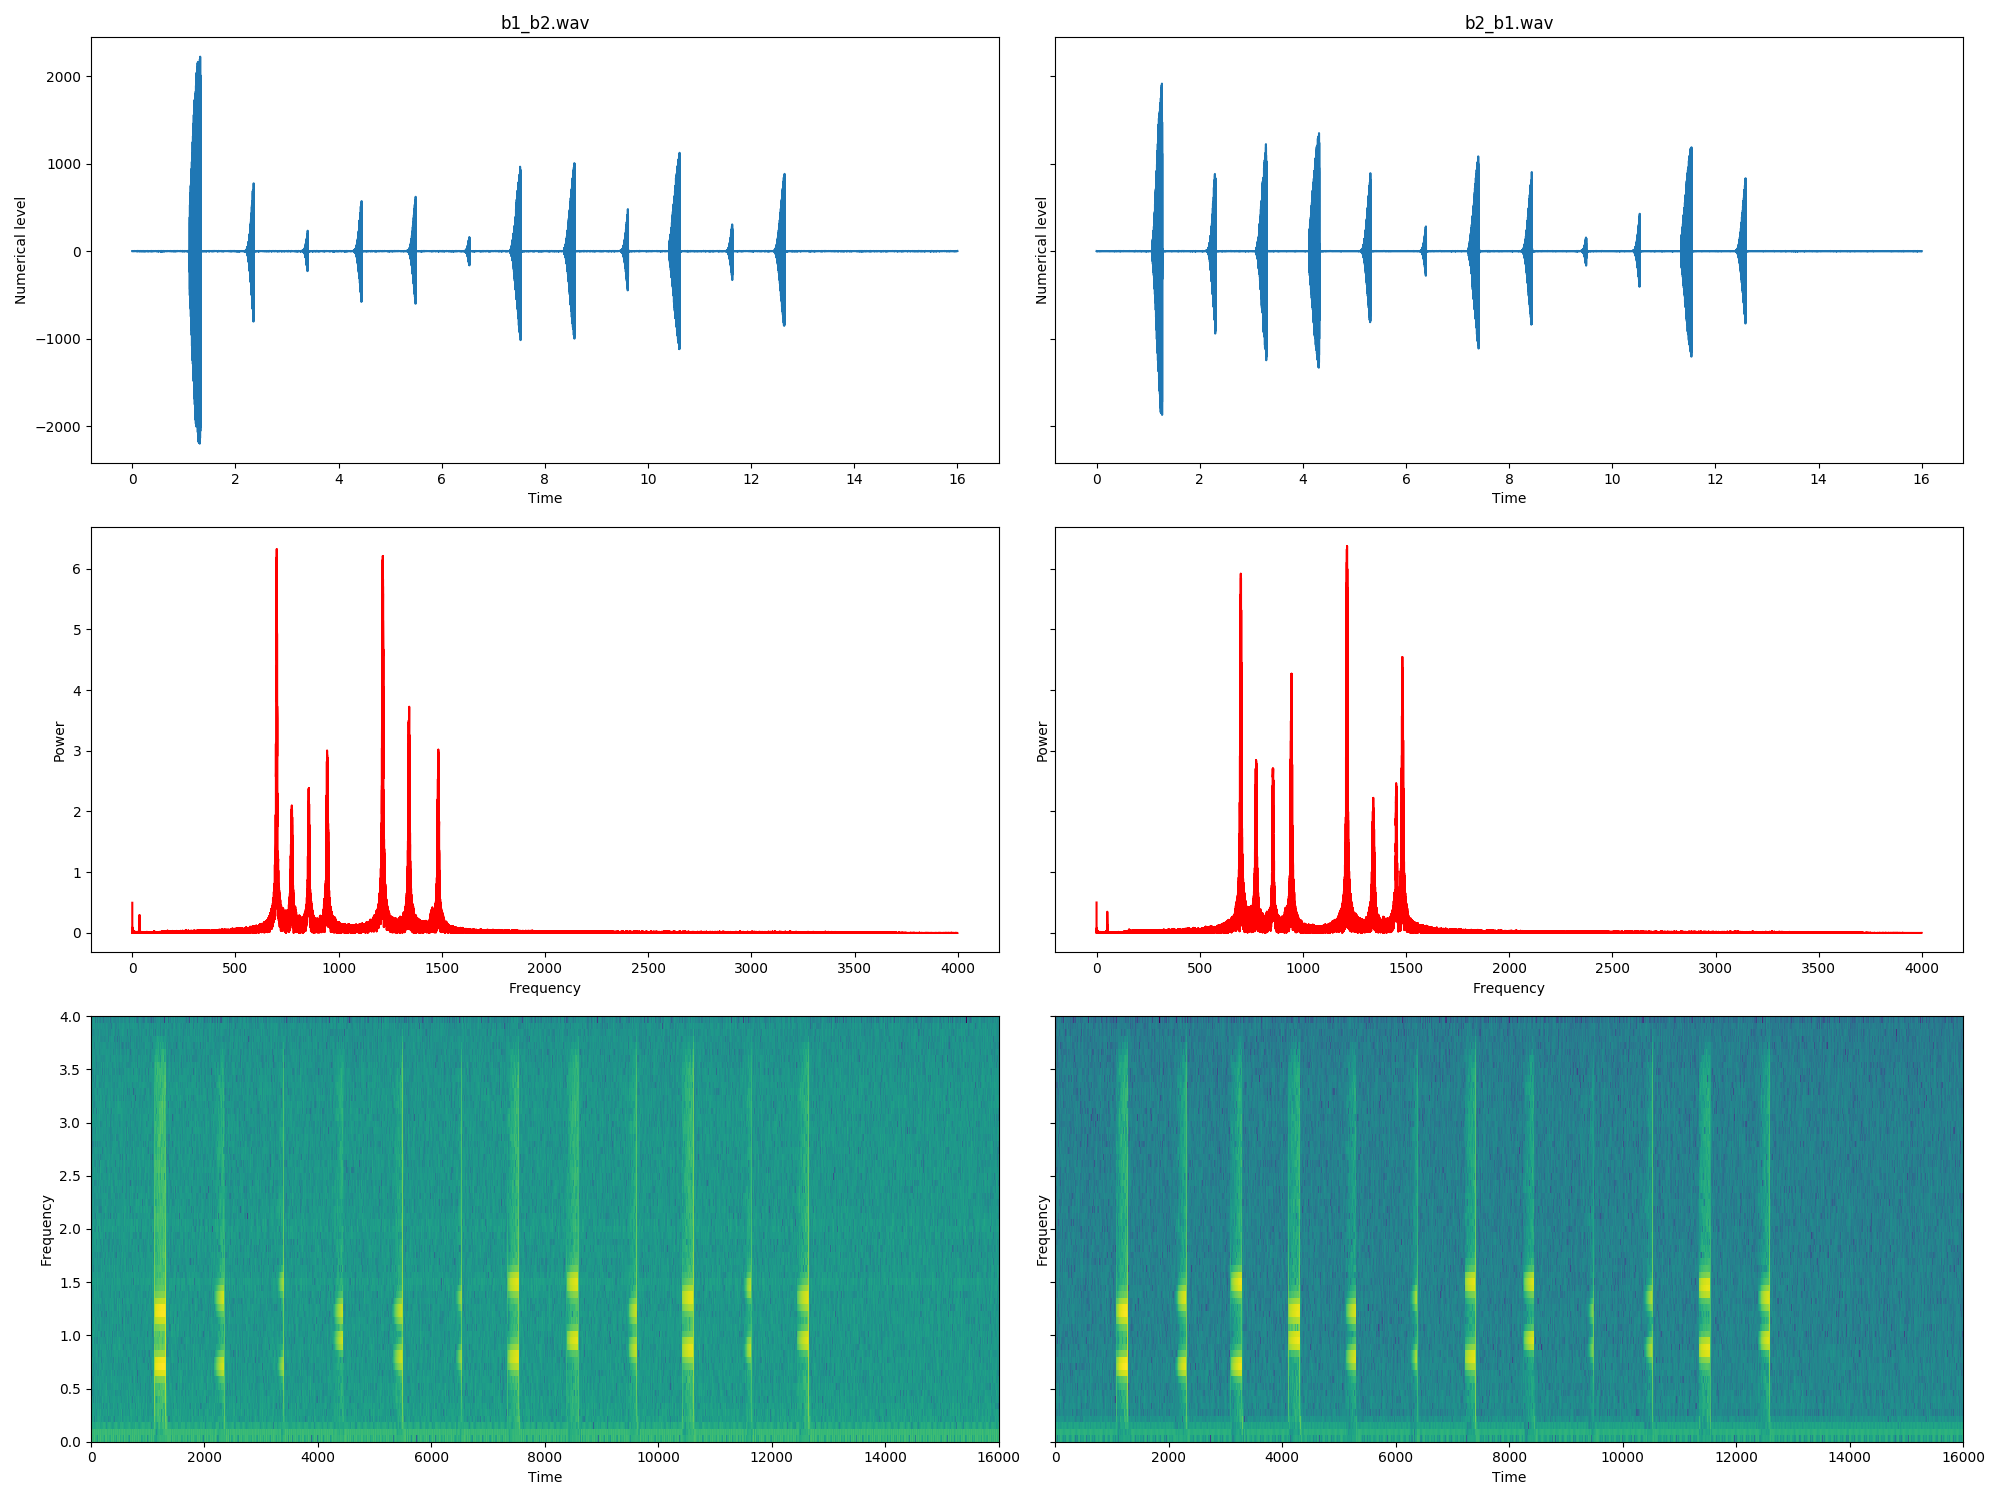 b1_b2.wav
b2_b1.wav
2000
1000
0
−1000
−2000
Numerical level
Numerical level
0 2 4 6 8 10 12 14 16
0 2 4 6 8 10 12 14 16
Time
Time
6
5
4
3
2
1
0
Power
Power
0 500 1000 1500 2000 2500 3000 3500 4000
0 500 1000 1500 2000 2500 3000 3500 4000
Frequency
Frequency
4.0
3.5
3.0
2.5
2.0
1.5
1.0
0.5
0.0
Frequency
Frequency
0 2000 4000 6000 8000 10000 12000 14000 16000
0 2000 4000 6000 8000 10000 12000 14000 16000
Time
Time